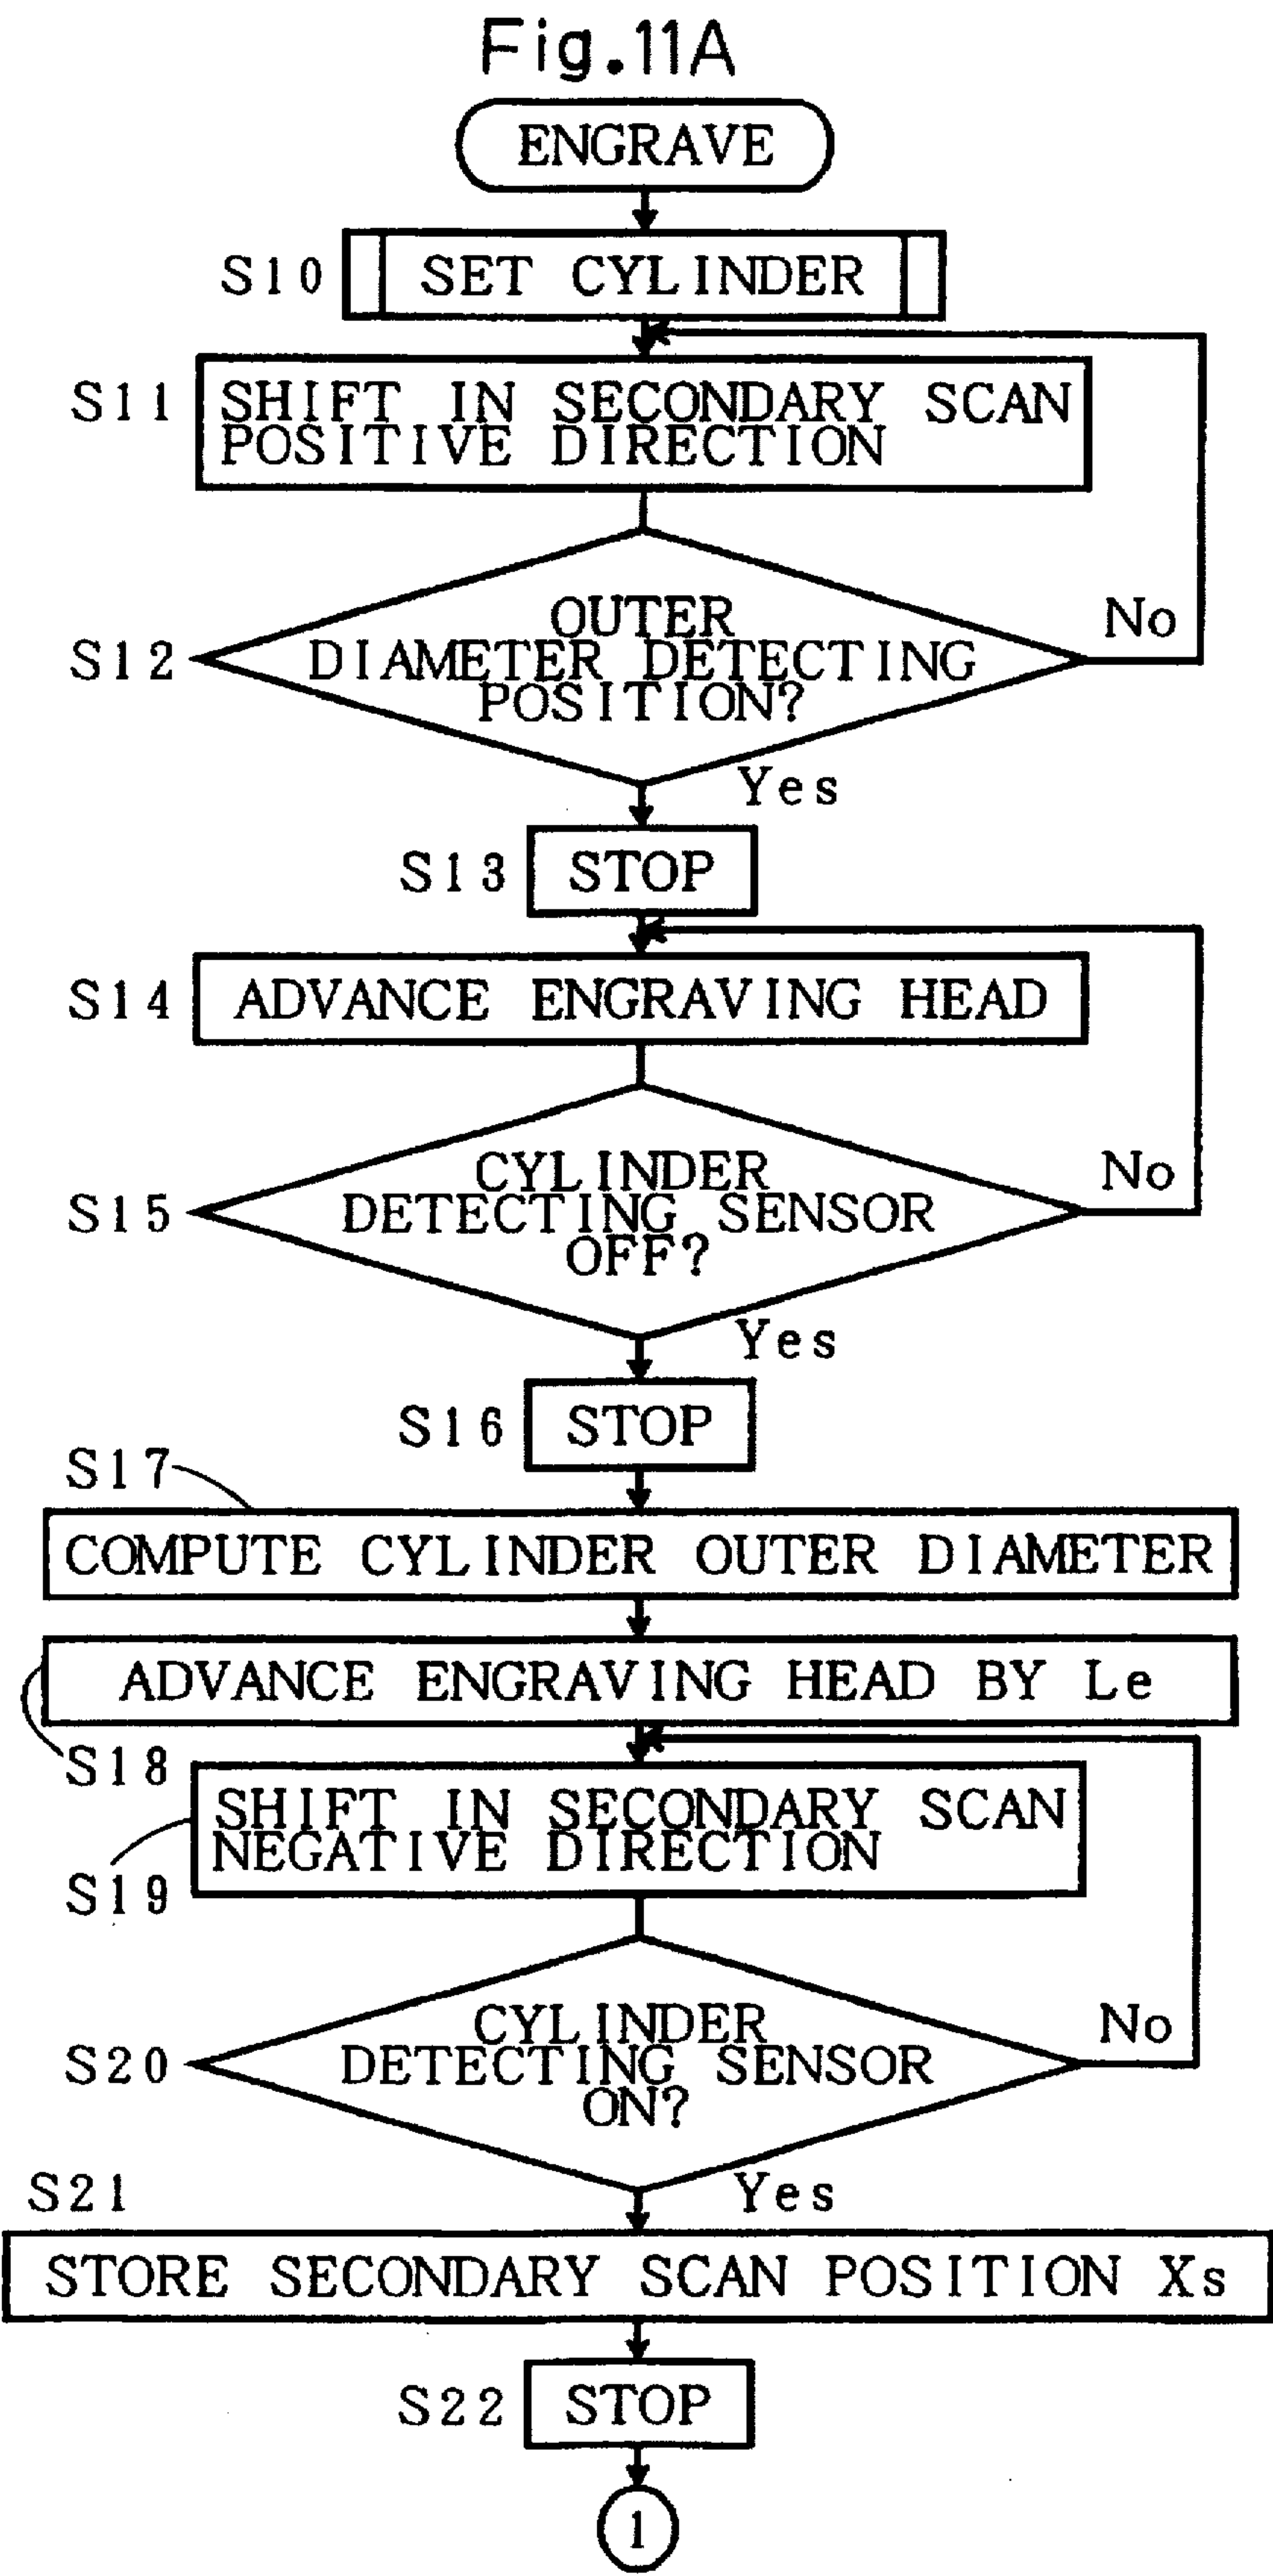 Fig.11A
ENGRAVE
S10
SET CYLINDER
S11
SHIFT IN SECONDARY SCAN
POSITIVE DIRECTION
S12
OUTER
DIAMETER DETECTING
POSITION?
No
Yes
S13
STOP
S14
ADVANCE ENGRAVING HEAD
S15
CYLINDER
DETECTING SENSOR
OFF?
No
Yes
S16
STOP
S17
COMPUTE CYLINDER OUTER DIAMETER
ADVANCE ENGRAVING HEAD BY Le
S18
SHIFT IN SECONDARY SCAN
NEGATIVE DIRECTION
S19
S20
CYLINDER
DETECTING SENSOR
ON?
No
Yes
S21
STORE SECONDARY SCAN POSITION Xs
S22
STOP
1